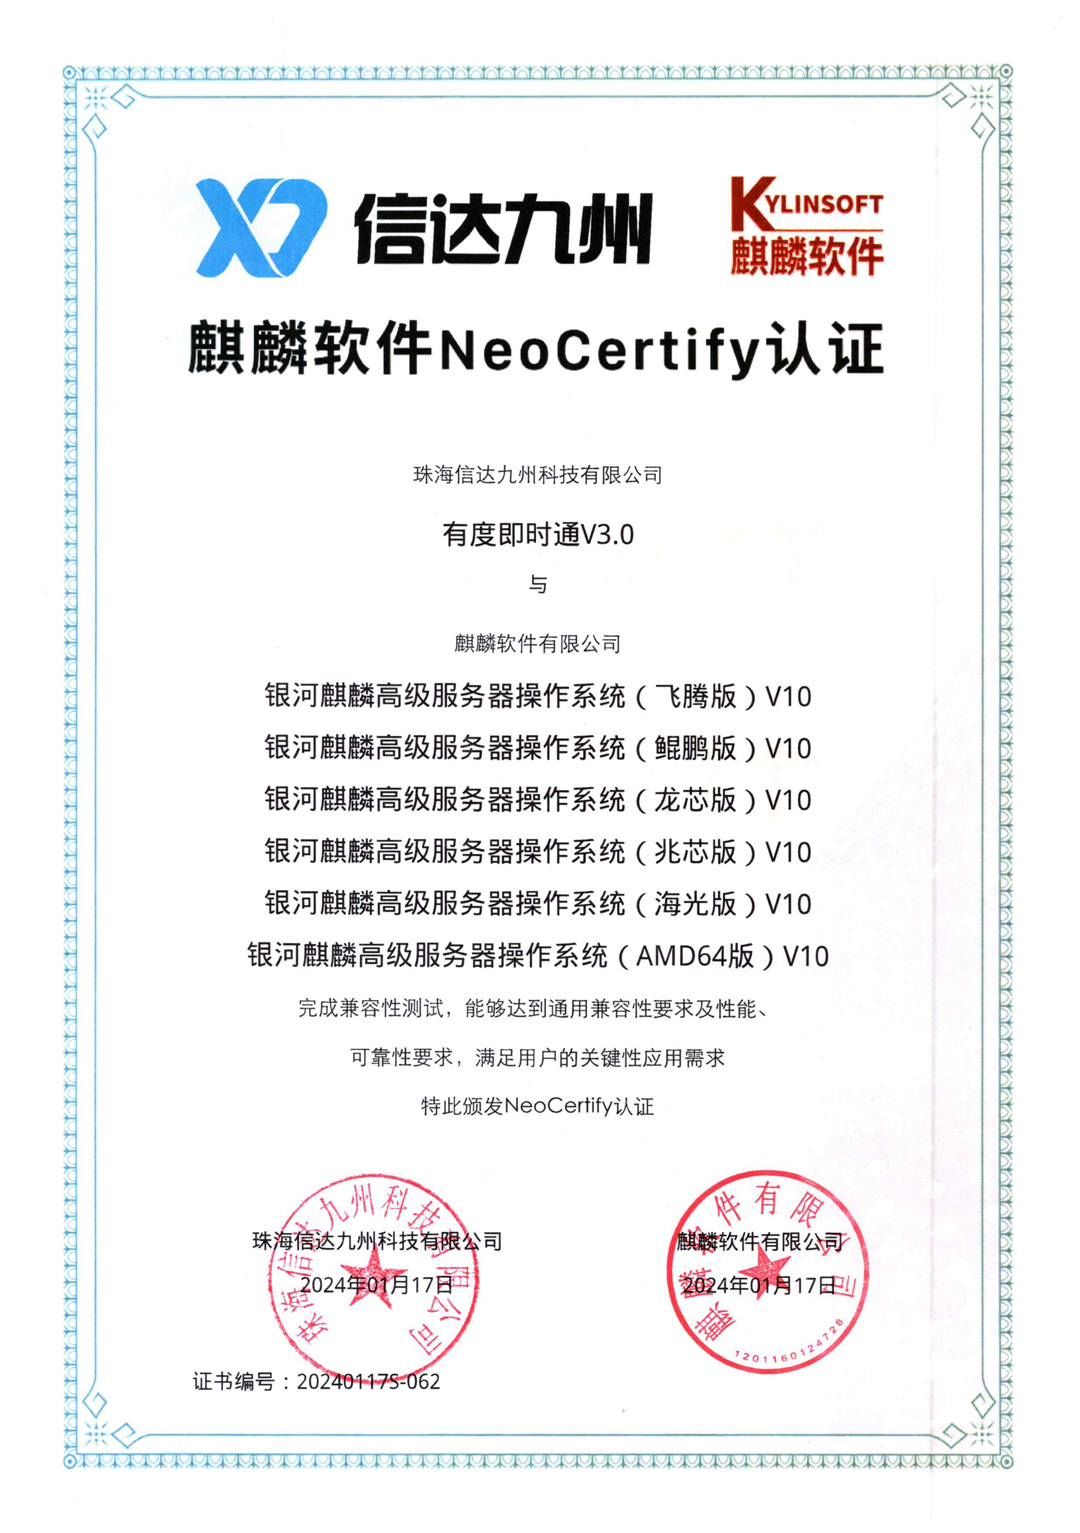 信达九州
KYLINSOFT
麒麟软件
麒麟软件NeoCertify认证
珠海信达九州科技有限公司
有度即时通V3.0
与
麒麟软件有限公司
银河麒麟高级服务器操作系统（飞腾版）V10
银河麒麟高级服务器操作系统（鲲鹏版）V10
银河麒麟高级服务器操作系统（龙芯版）V10
银河麒麟高级服务器操作系统（兆芯版）V10
银河麒麟高级服务器操作系统（海光版）V10
银河麒麟高级服务器操作系统（AMD64版）V10
完成兼容性测试，能够达到通用兼容性要求及性能、
可靠性要求，满足用户的关键性应用需求
特此颁发NeoCertify认证
珠海信达九州科技有限公司
2024年01月17日
珠海信达九州科技有限公司
麒麟软件有限公司
2024年01月17日
麒麟软件有限公司
1201160124728
证书编号：20240117S-062